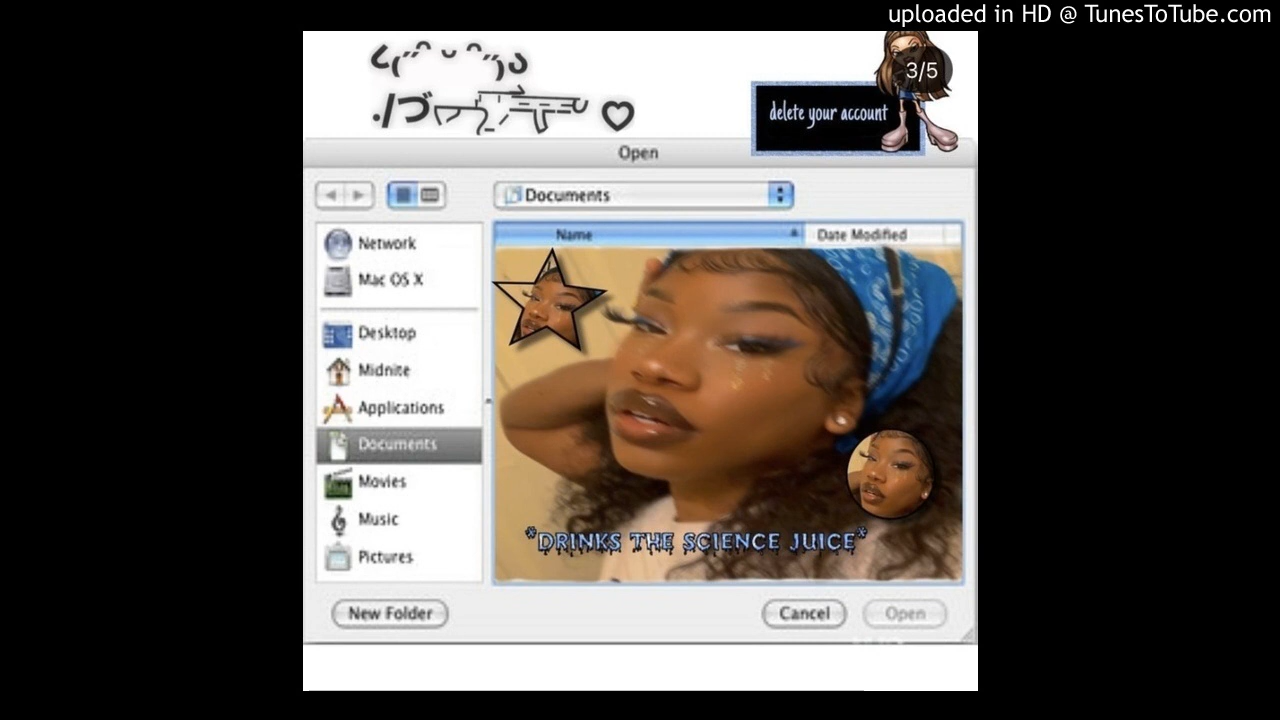 uploaded in HD @ TunesToTube.com
3/5
delete your account
Open
Documents
Name
Date Modified
Network
Mac OS X
Desktop
Midnite
Applications
Documents
Movies
Music
Pictures
*DRINKS THE SCIENCE JUICE*
New Folder
Cancel
Open